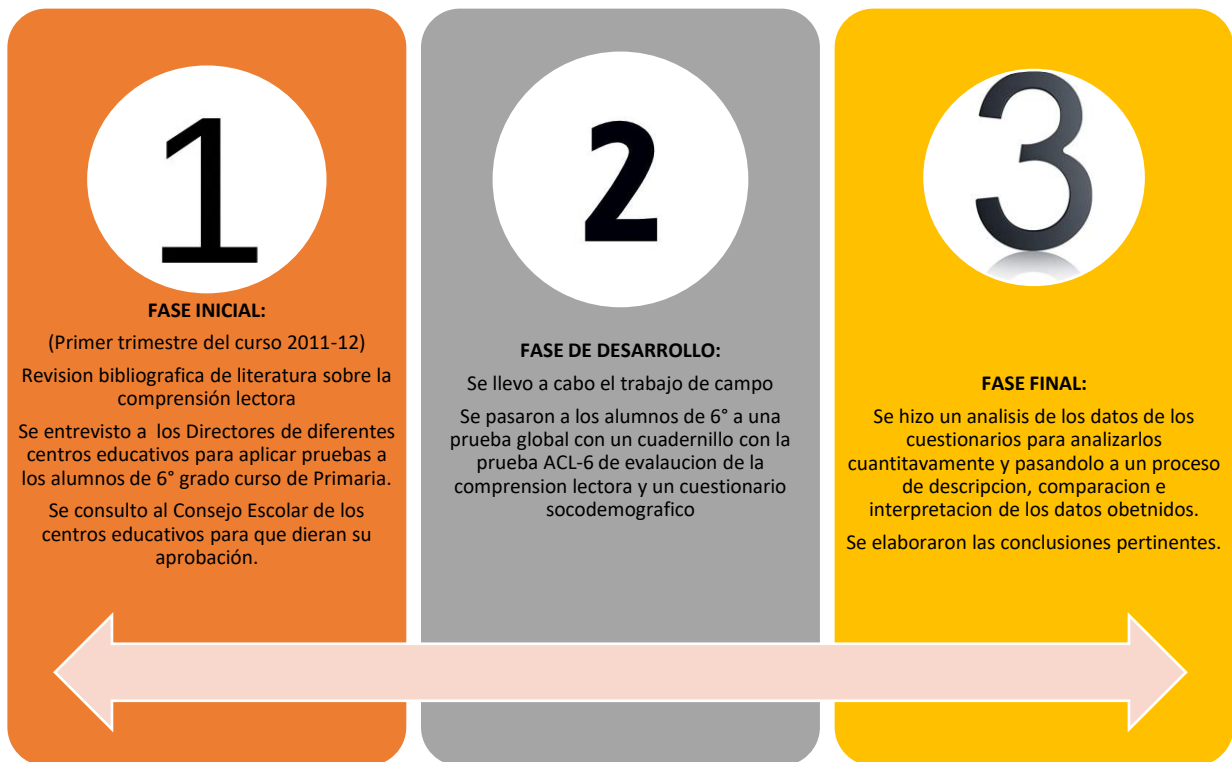 1
FASE INICIAL:
(Primer trimestre del curso 2011-12)
Revision bibliografica de literatura sobre la
comprensión lectora
Se entrevisto a los Directores de diferentes
centros educativos para aplicar pruebas a
los alumnos de 6° grado curso de Primaria.
Se consulto al Consejo Escolar de los
centros educativos para que dieran su
aprobación.
2
FASE DE DESARROLLO:
Se llevo a cabo el trabajo de campo
Se pasaron a los alumnos de 6° a una
prueba global con un cuadernillo con la
prueba ACL-6 de evalaucion de la
comprension lectora y un cuestionario
socodemografico
3
FASE FINAL:
Se hizo un analisis de los datos de los
cuestionarios para analizarlos
cuantitavamente y pasandolo a un proceso
de descripcion, comparacion e
interpretacion de los datos obetnidos.
Se elaboraron las conclusiones pertinentes.